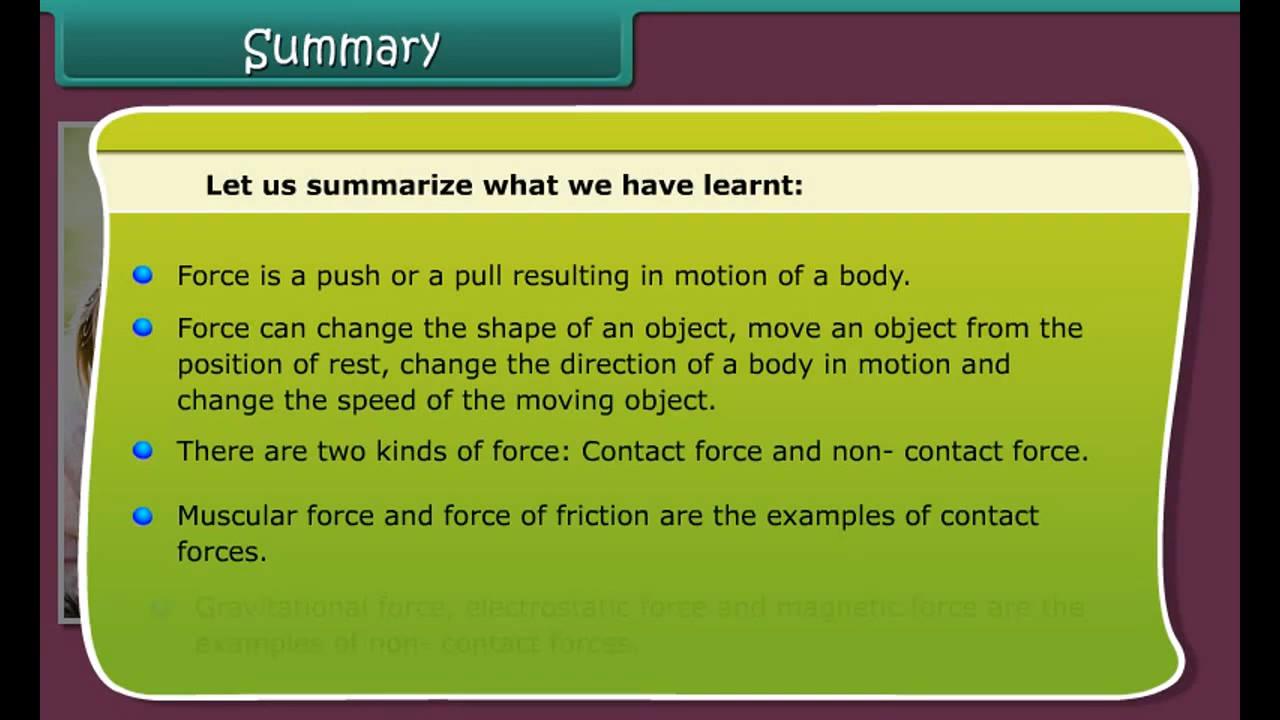 Summary
Let us summarize what we have learnt:
Force is a push or a pull resulting in motion of a body.
Force can change the shape of an object, move an object from the
position of rest, change the direction of a body in motion and
change the speed of the moving object.
There are two kinds of force: Contact force and non- contact force.
Muscular force and force of friction are the examples of contact
forces.
Gravitational force, electrostatic force and magnetic force are the
examples of non- contact forces.